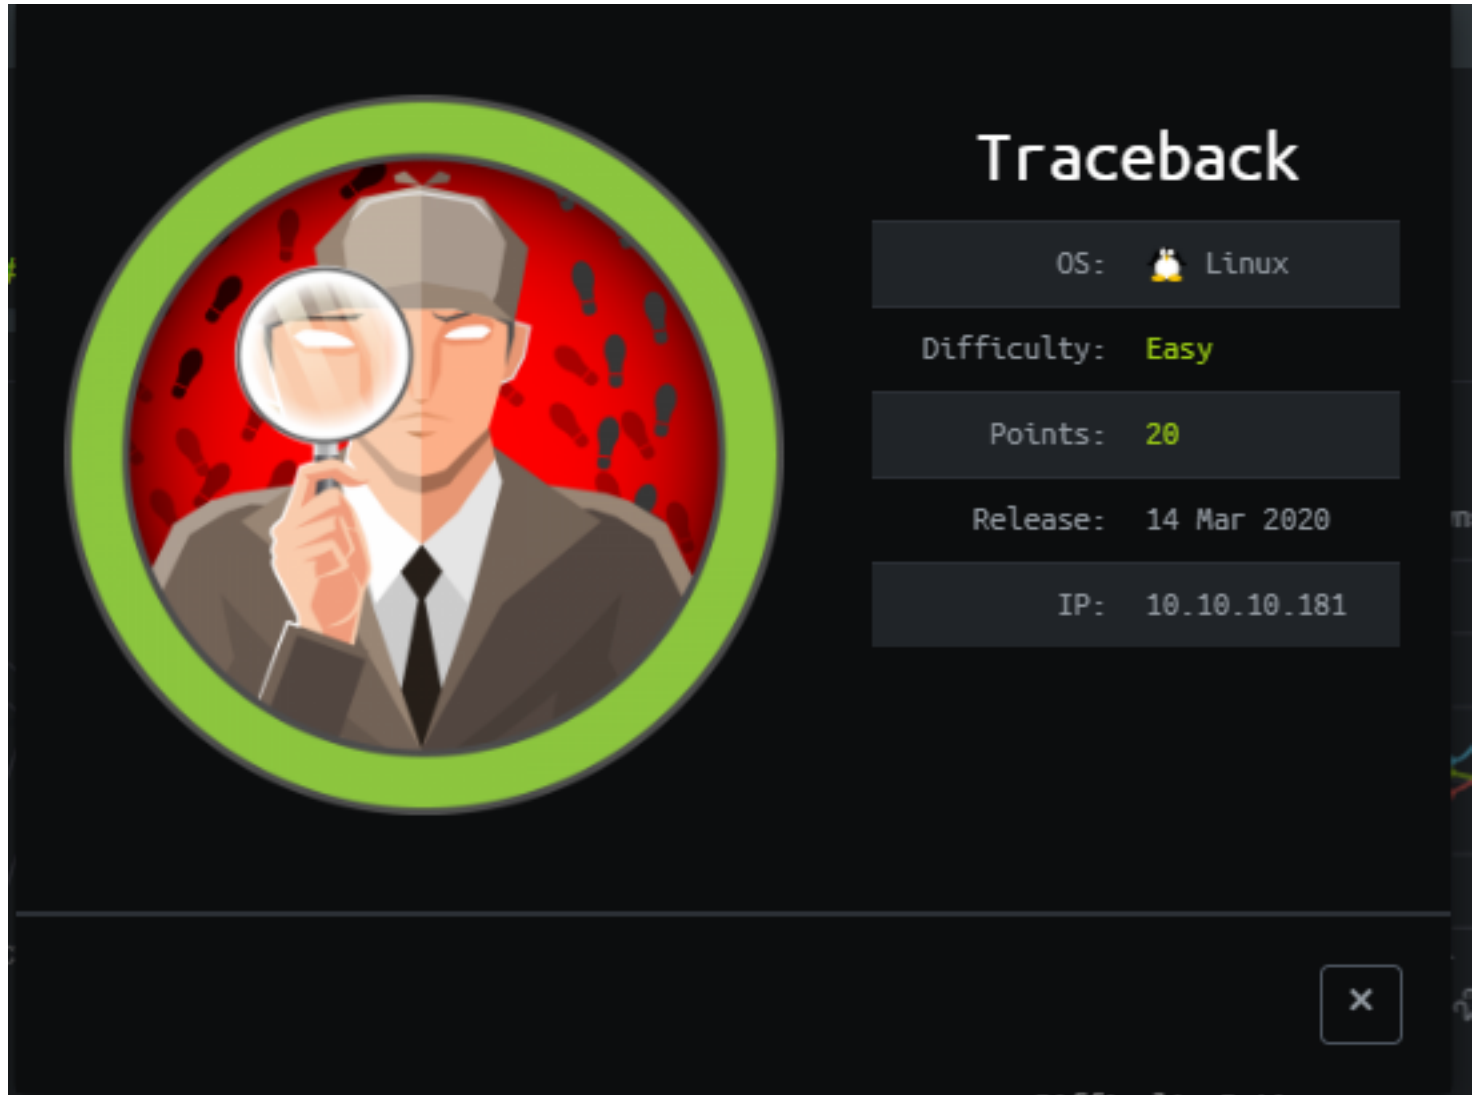 Traceback
OS: Linux
Difficulty: Easy
Points: 20
Release: 14 Mar 2020
IP: 10.10.10.181